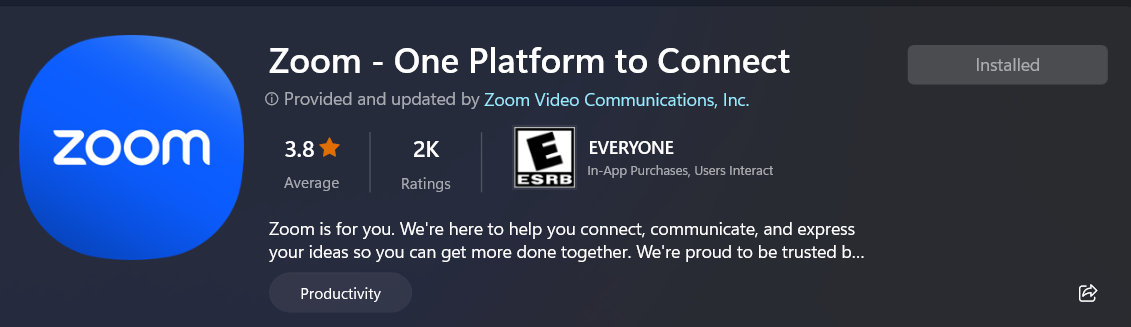 zoom
Zoom - One Platform to Connect
Provided and updated by Zoom Video Communications, Inc.
Installed
3.8
Average
2K
Ratings
E
ESRB
EVERYONE
In-App Purchases, Users Interact
Zoom is for you. We're here to help you connect, communicate, and express
your ideas so you can get more done together. We're proud to be trusted b...
Productivity